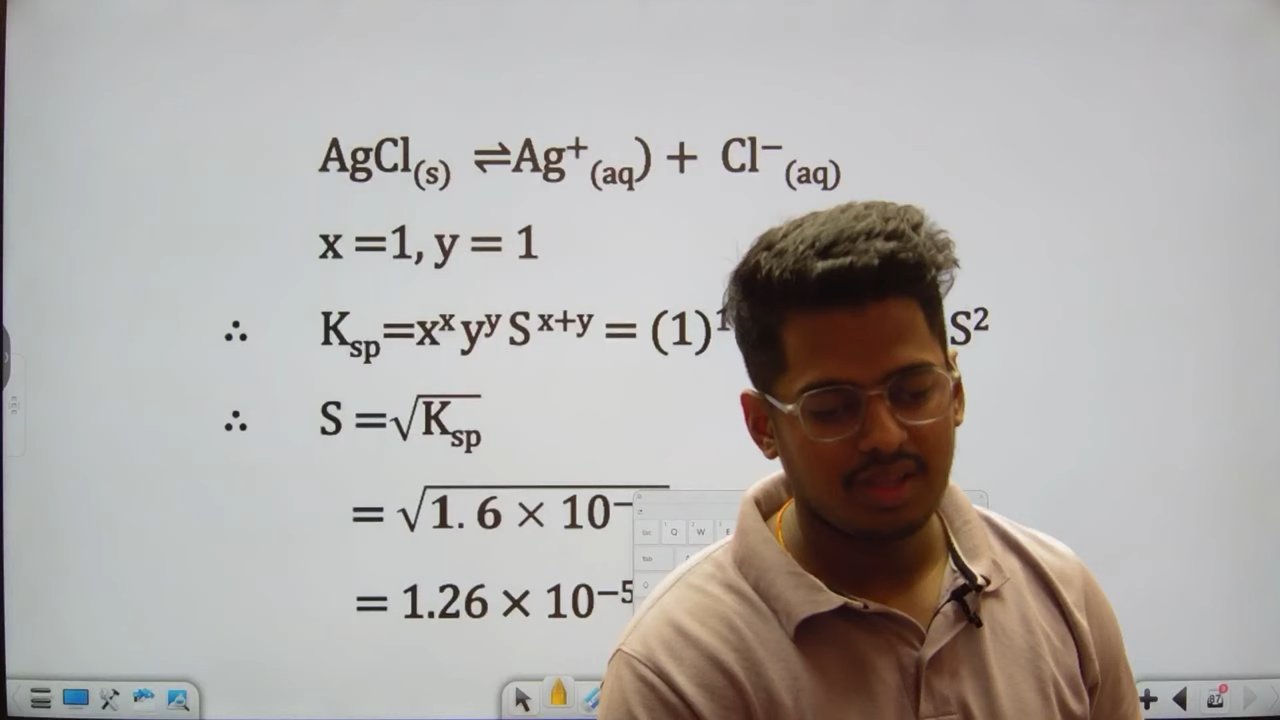 AgCl(s) ⇌Ag⁺(aq)) + Cl⁻(aq)
x =1, y = 1
∴ Ksp=xˣ yʸ S ˣ⁺ʸ = (1)¹ S²
∴ S =√Ksp
= √1. 6 × 10⁻
= 1.26 × 10⁻⁵
Q W E
87